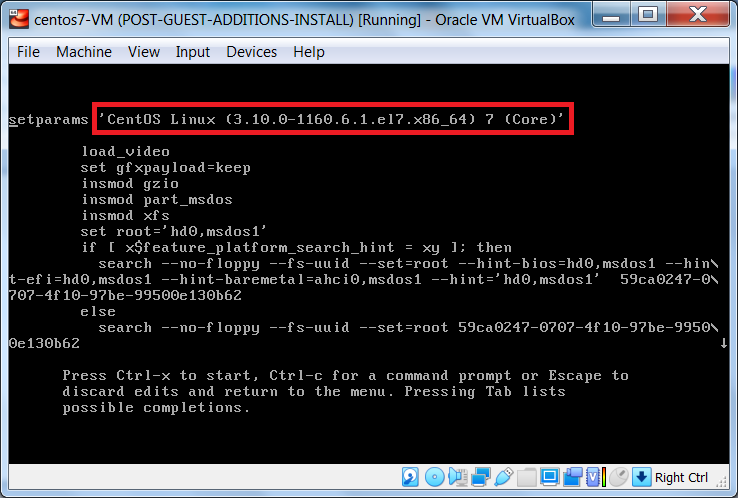 centos7-VM (POST-GUEST-ADDITIONS-INSTALL) [Running] - Oracle VM VirtualBox
File Machine View Input Devices Help
setparams 'CentOS Linux (3.10.0-1160.6.1.el7.x86_64) 7 (Core)'
load_video
set gfxpayload=keep
insmod gzio
insmod part_msdos
insmod xfs
set root='hd0,msdos1'
if [ x$feature_platform_search_hint = xy ]; then
search --no-floppy --fs-uuid --set=root --hint-bios=hd0,msdos1 --hin\
t-efi=hd0,msdos1 --hint-baremetal=ahci0,msdos1 --hint='hd0,msdos1'  59ca0247-0\
707-4f10-97be-99500e130b62
else
search --no-floppy --fs-uuid --set=root 59ca0247-0707-4f10-97be-9950\
0e130b62
Press Ctrl-x to start, Ctrl-c for a command prompt or Escape to
discard edits and return to the menu. Pressing Tab lists
possible completions.
Right Ctrl